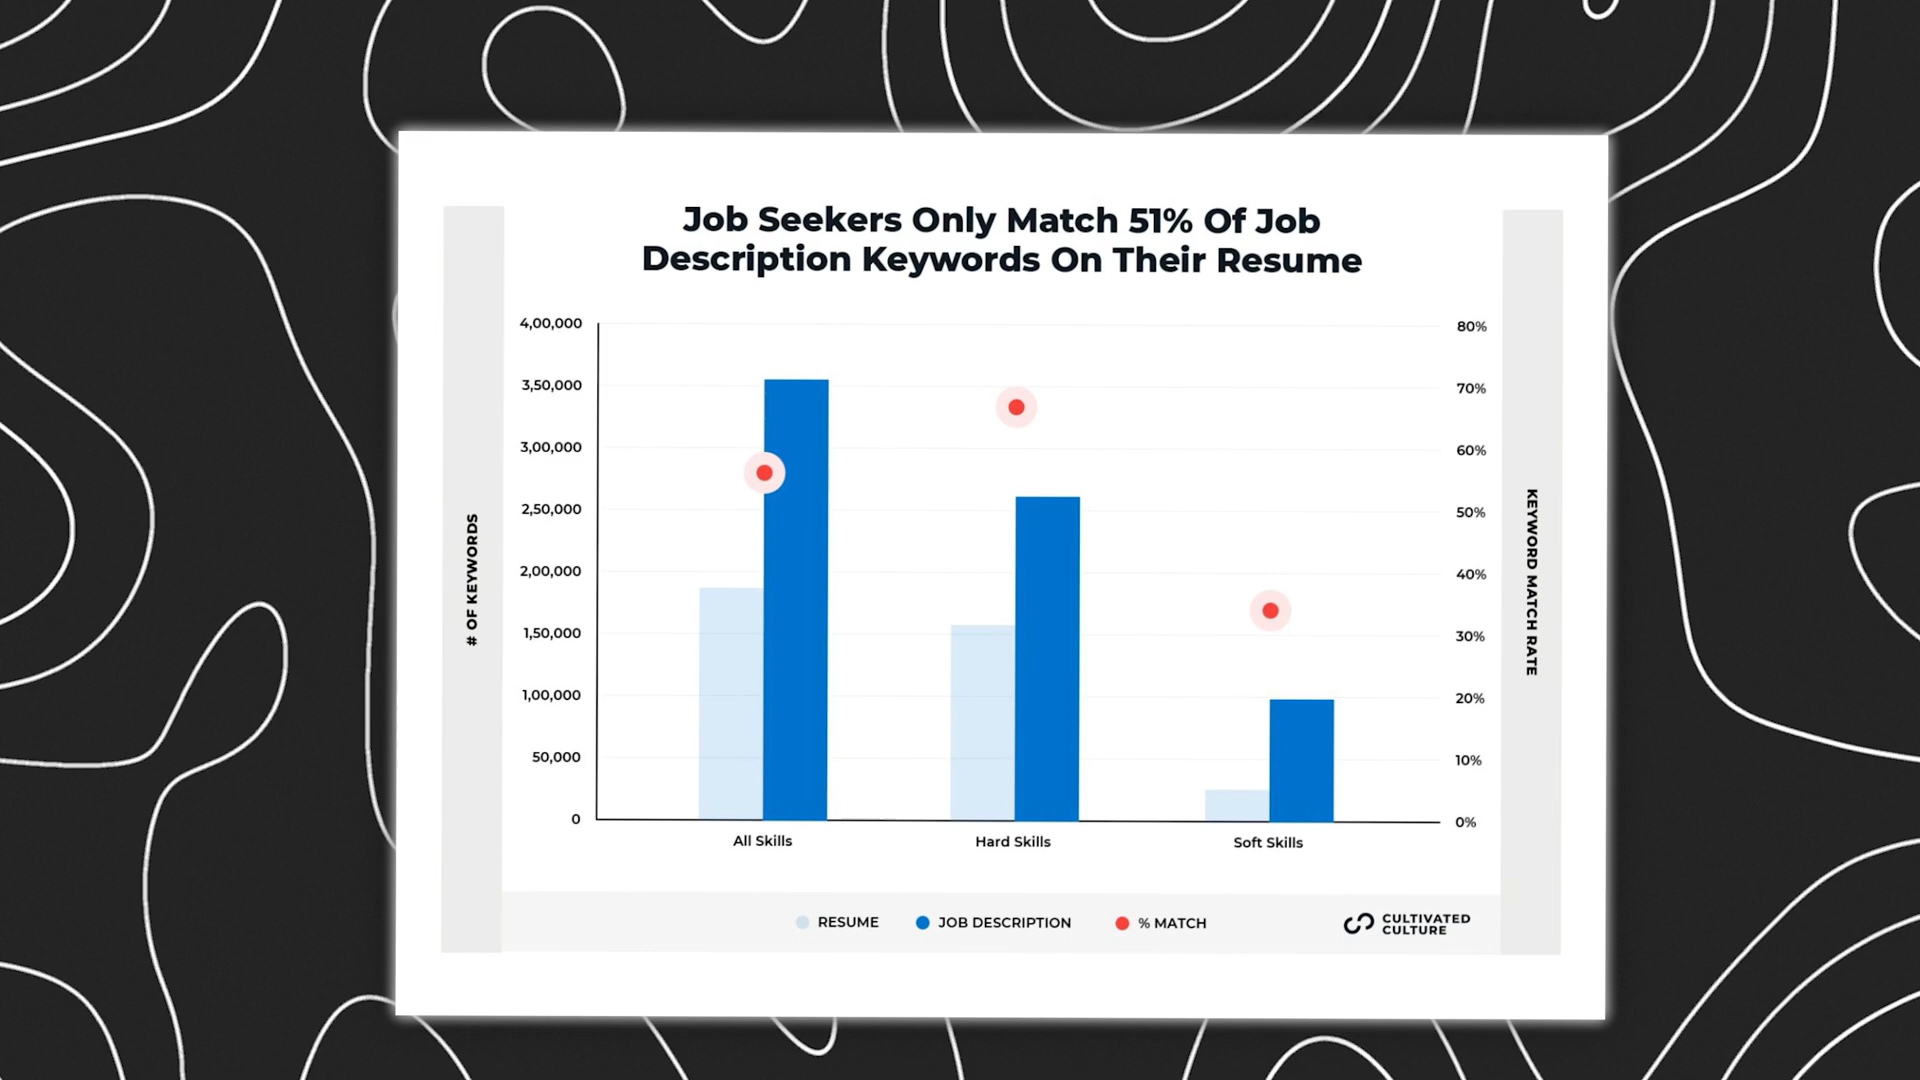 Job Seekers Only Match 51% Of Job
Description Keywords On Their Resume
# OF KEYWORDS
4,00,000
3,50,000
3,00,000
2,50,000
2,00,000
1,50,000
1,00,000
50,000
0
80%
70%
60%
50%
40%
30%
20%
10%
0%
KEYWORD MATCH RATE
All Skills
Hard Skills
Soft Skills
RESUME
JOB DESCRIPTION
% MATCH
CULTIVATED
CULTURE